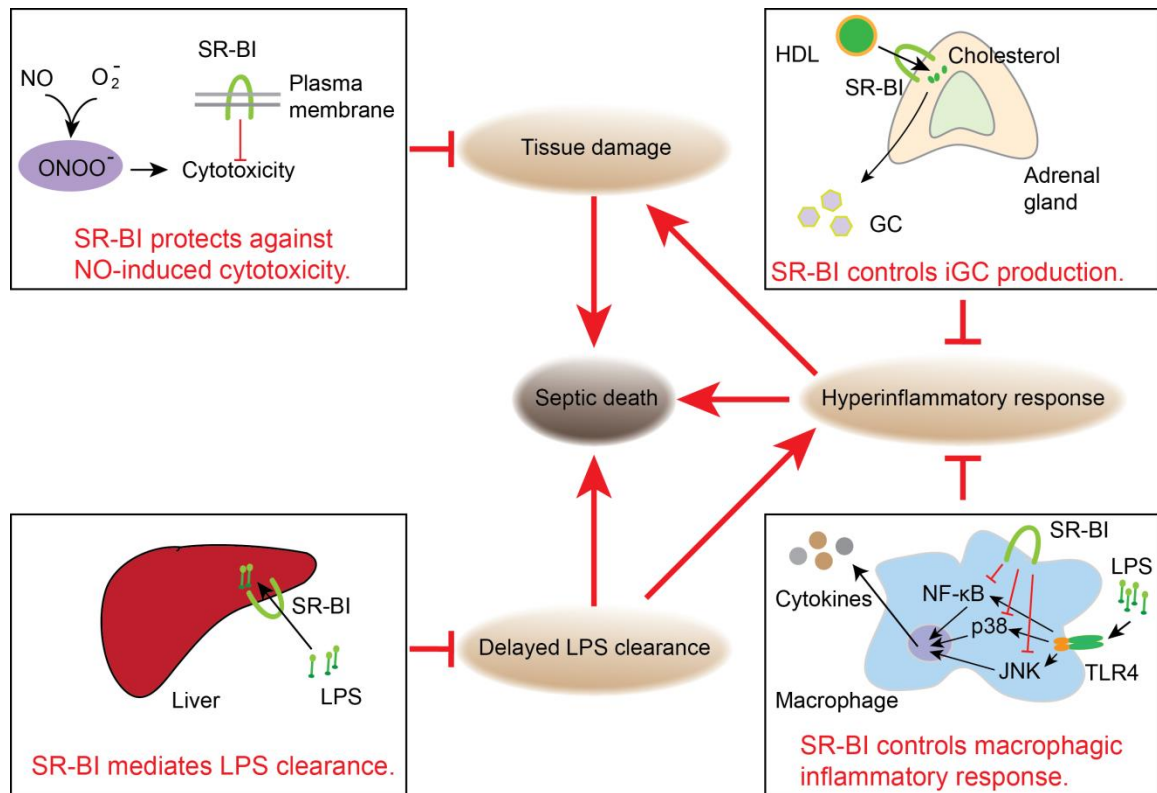 SR-BI
NO
O₂⁻
Plasma
membrane
ONOO⁻
Cytotoxicity
SR-BI protects against
NO-induced cytotoxicity.
Tissue damage
HDL
Cholesterol
SR-BI
Adrenal
gland
GC
SR-BI controls iGC production.
Septic death
Hyperinflammatory response
SR-BI
Liver
LPS
SR-BI mediates LPS clearance.
Delayed LPS clearance
SR-BI
LPS
Cytokines
NF-κB
p38
JNK
TLR4
Macrophage
SR-BI controls macrophagic
inflammatory response.